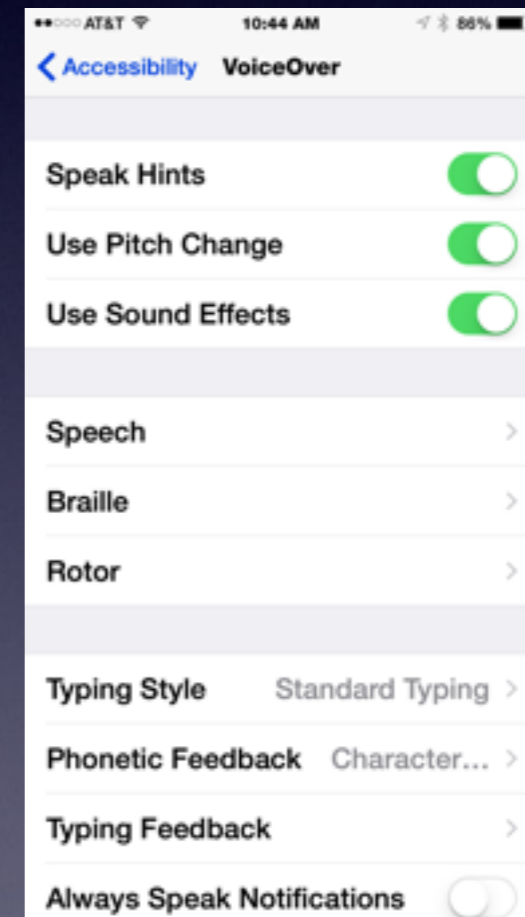 AT&T 10:44 AM 86%
Accessibility VoiceOver
Speak Hints
Use Pitch Change
Use Sound Effects
Speech
Braille
Rotor
Typing Style Standard Typing
Phonetic Feedback Character...
Typing Feedback
Always Speak Notifications